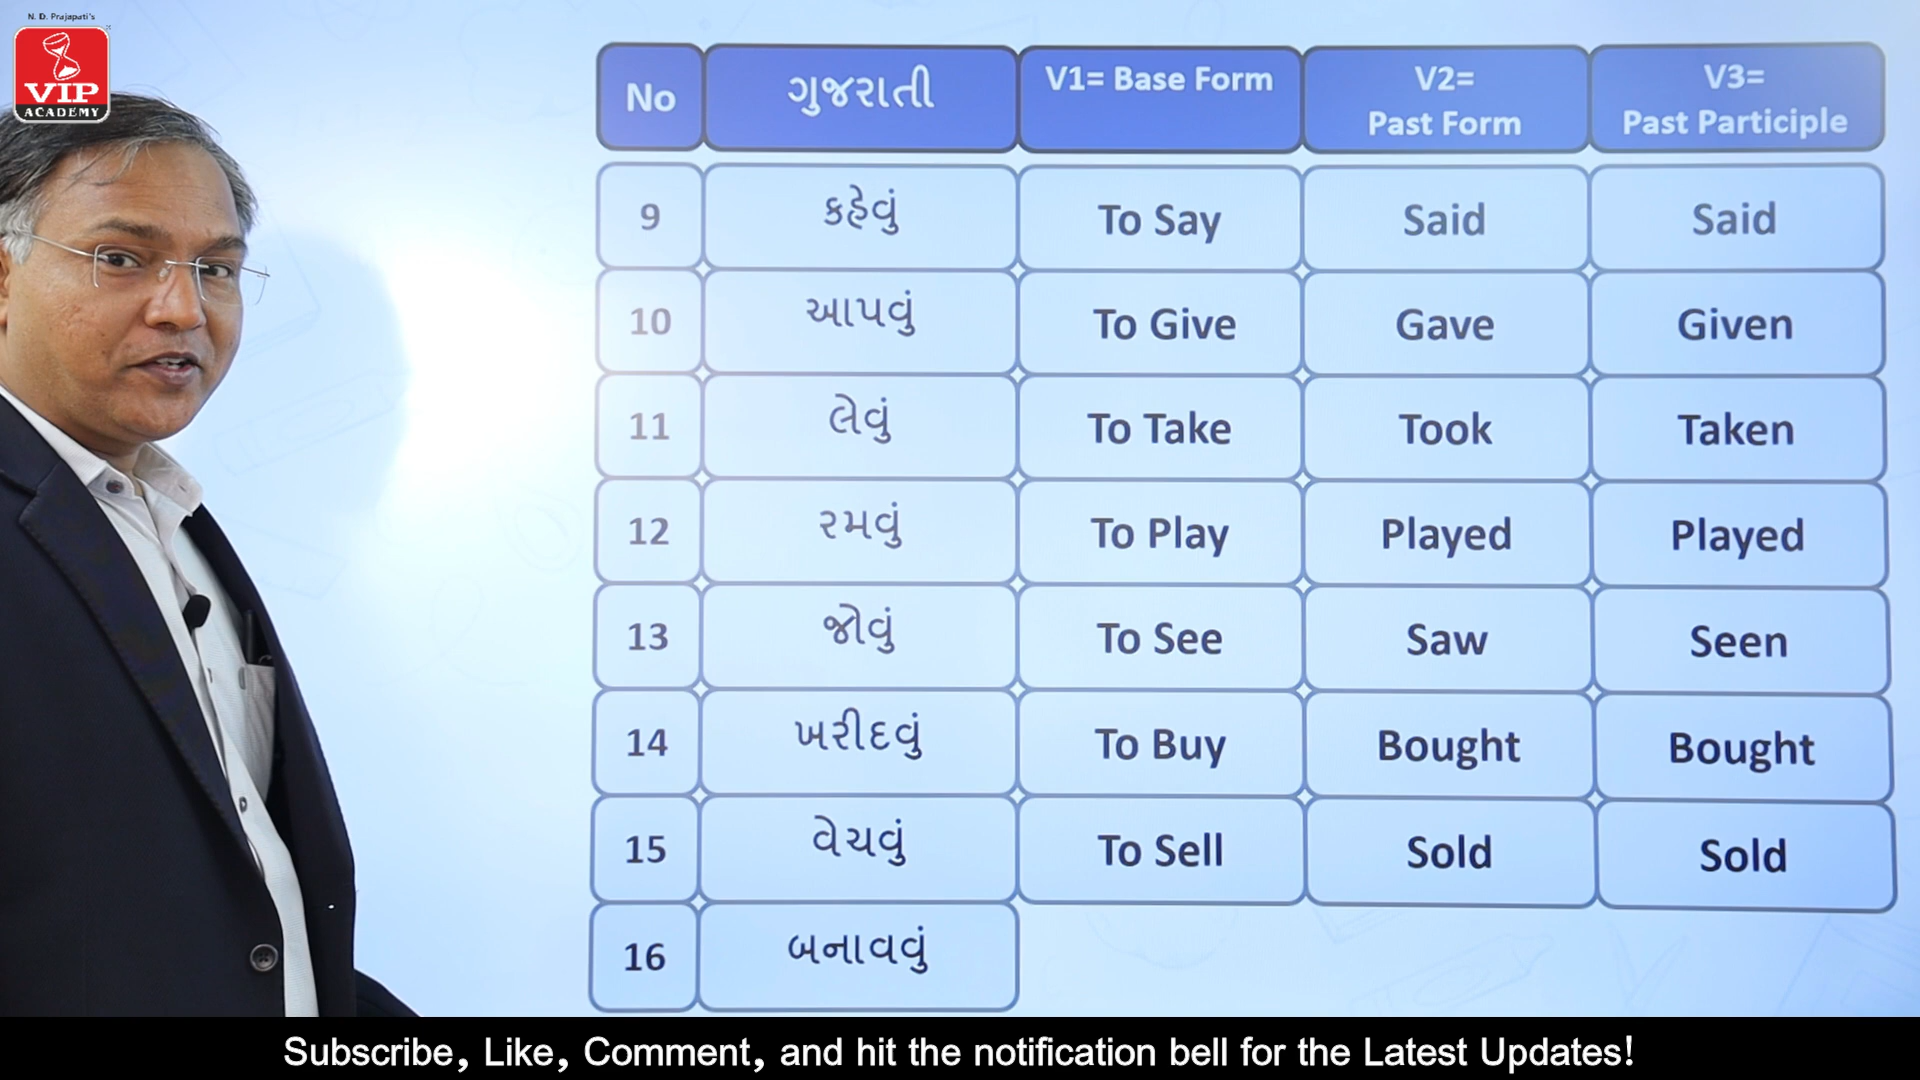 N. D. Prajapati's
VIP
ACADEMY
No ગુજરાતી V1= Base Form V2= Past Form V3= Past Participle
9 કહેવું To Say Said Said
10 આપવું To Give Gave Given
11 લેવું To Take Took Taken
12 રમવું To Play Played Played
13 જોવું To See Saw Seen
14 ખરીદવું To Buy Bought Bought
15 વેચવું To Sell Sold Sold
16 બનાવવું
Subscribe, Like, Comment, and hit the notification bell for the Latest Updates!